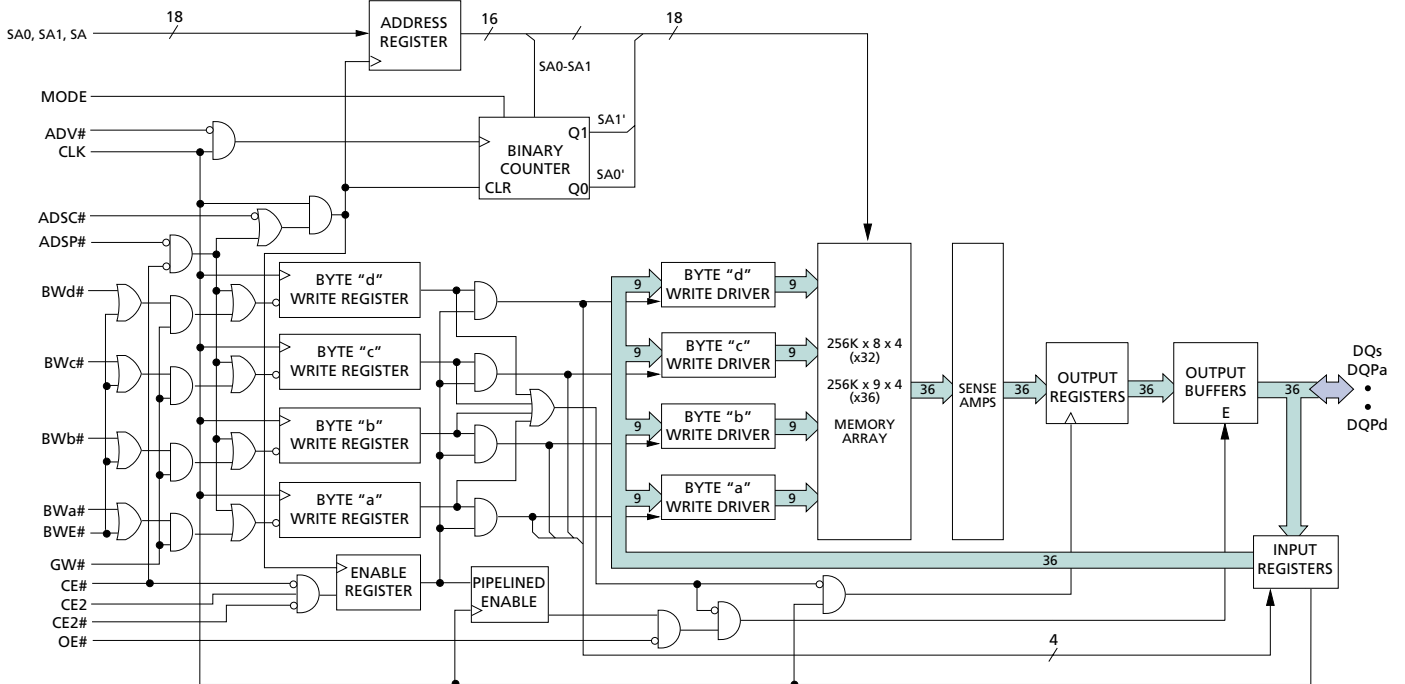 18
16
18
SA0, SA1, SA
ADDRESS
REGISTER
SA0-SA1
MODE
ADV#
CLK
BINARY
COUNTER
Q1
SA1'
CLR
Q0
SA0'
ADSC#
ADSP#
BWd#
BYTE “d”
WRITE REGISTER
9
BYTE “d”
WRITE DRIVER
9
BWc#
BYTE “c”
WRITE REGISTER
9
BYTE “c”
WRITE DRIVER
9
256K x 8 x 4
(x32)
256K x 9 x 4
(x36)
MEMORY
ARRAY
36
SENSE
AMPS
36
OUTPUT
REGISTERS
36
OUTPUT
BUFFERS
E
36
DQs
DQPa
•
•
DQPd
BWb#
BYTE “b”
WRITE REGISTER
9
BYTE “b”
WRITE DRIVER
9
BWa#
BWE#
BYTE “a”
WRITE REGISTER
9
BYTE “a”
WRITE DRIVER
9
GW#
CE#
CE2
CE2#
OE#
ENABLE
REGISTER
PIPELINED
ENABLE
36
INPUT
REGISTERS
4